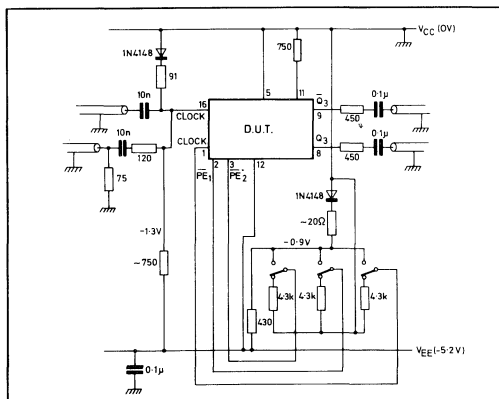 V_CC (0V)
1N4148
750
91
10n
5 11
Q̄3
0·1µ
16
CLOCK
9
450
D.U.T.
10n
CLOCK
Q3
0·1µ
120
1
8
450
2 3 12
P̄E̅1 P̄E̅2
75
1N4148
~20Ω
-1·3V
-0·9V
~750
4·3k 4·3k 4·3k
430
V_EE (-5·2V)
0·1µ